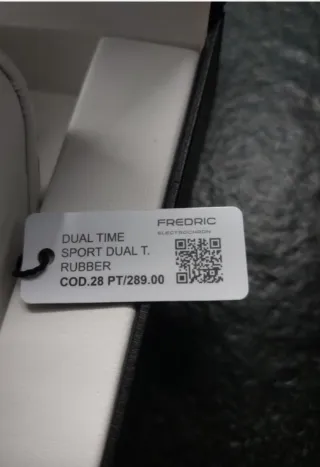 FREDRIC
ELECTROCHRON
DUAL TIME
SPORT DUAL T.
RUBBER
COD.28 PT/289.00